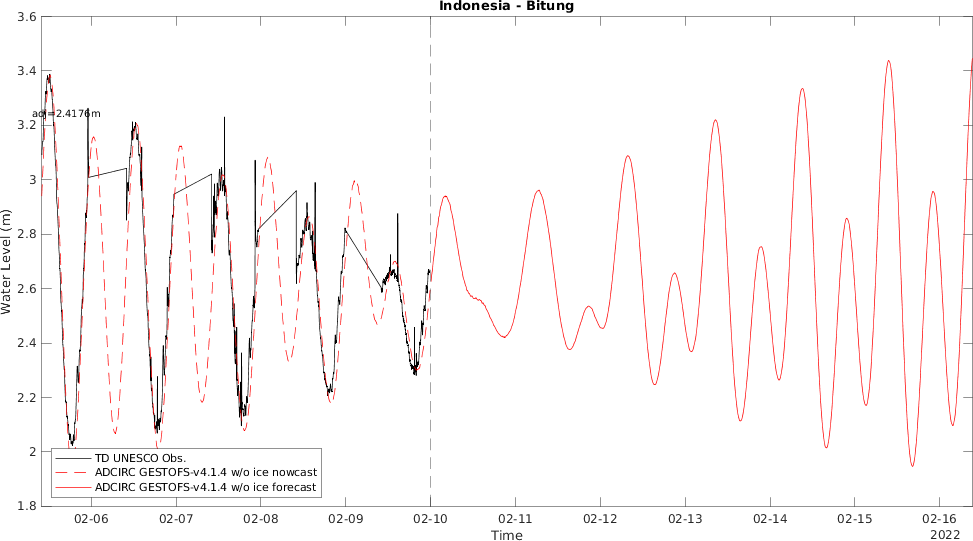 Indonesia - Bitung
3.6
3.4
adj=2.4176m
3.2
3
2.8
2.6
2.4
2.2
2
1.8
Water Level (m)
TD UNESCO Obs.
ADCIRC GESTOFS-v4.1.4 w/o ice nowcast
ADCIRC GESTOFS-v4.1.4 w/o ice forecast
02-06 02-07 02-08 02-09 02-10 02-11 02-12 02-13 02-14 02-15 02-16
Time
2022